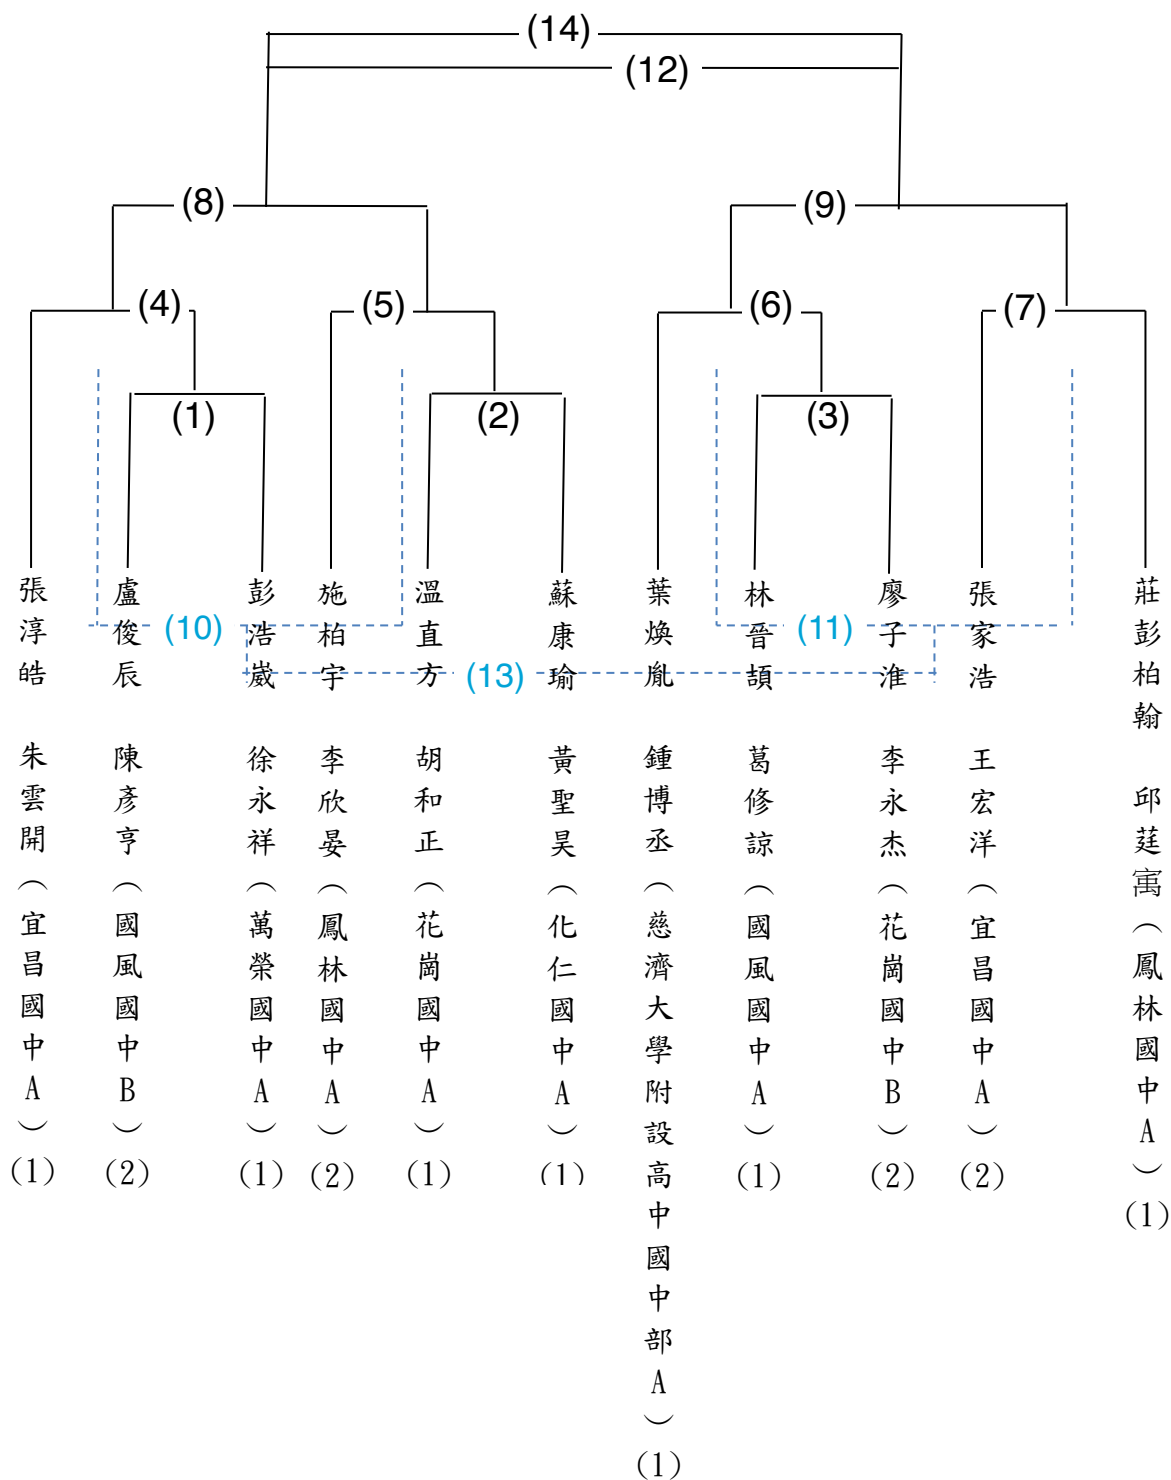 (14)
(12)
(8)
(9)
(4)
(5)
(6)
(7)
(1)
(2)
(3)
(10)
(11)
(13)
張淳皓 朱雲開（宜昌國中A）(1)
盧俊辰 陳彥亨（國風國中B）(2)
彭浩崴 徐永祥（萬榮國中A）(1)
施柏宇 李欣晏（鳳林國中A）(2)
溫直方 胡和正（花崗國中A）(1)
蘇康瑜 黃聖昊（化仁國中A）(1)
葉煥胤 鍾博丞（慈濟大學附設高中國中部A）(1)
林晉頡 葛修諒（國風國中A）(1)
廖子淮 李永杰（花崗國中B）(2)
張家浩 王宏洋（宜昌國中A）(2)
莊彭柏翰 邱莛寓（鳳林國中A）(1)